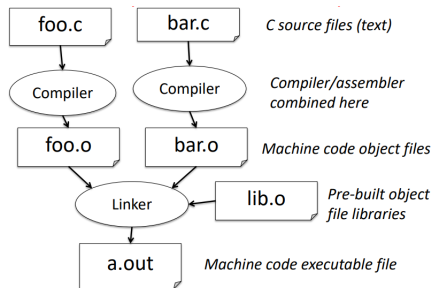 foo.c
bar.c
C source files (text)
Compiler
Compiler
Compiler/assembler
combined here
foo.o
bar.o
Machine code object files
Linker
lib.o
Pre-built object
file libraries
a.out
Machine code executable file